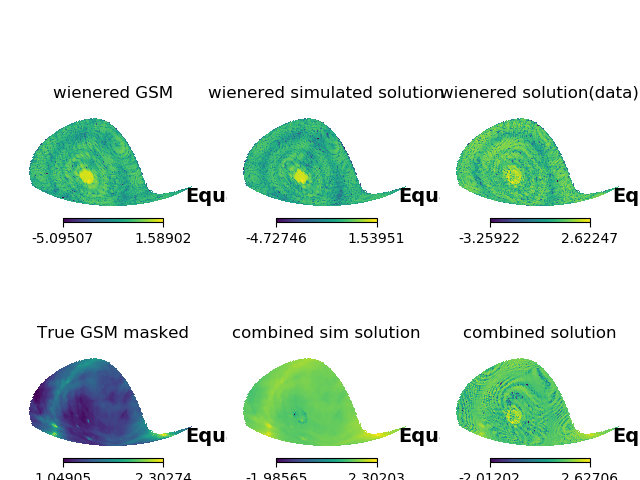 wienered GSM
wienered simulated solution
wienered solution(data)
Equ
Equ
Eq
-5.09507 1.58902
-4.72746 1.53951
-3.25922 2.62247
True GSM masked
combined sim solution
combined solution
Equ
Equ
Eq
1.04905 2.30274
-1.98565 2.30203
-2.01202 2.62706